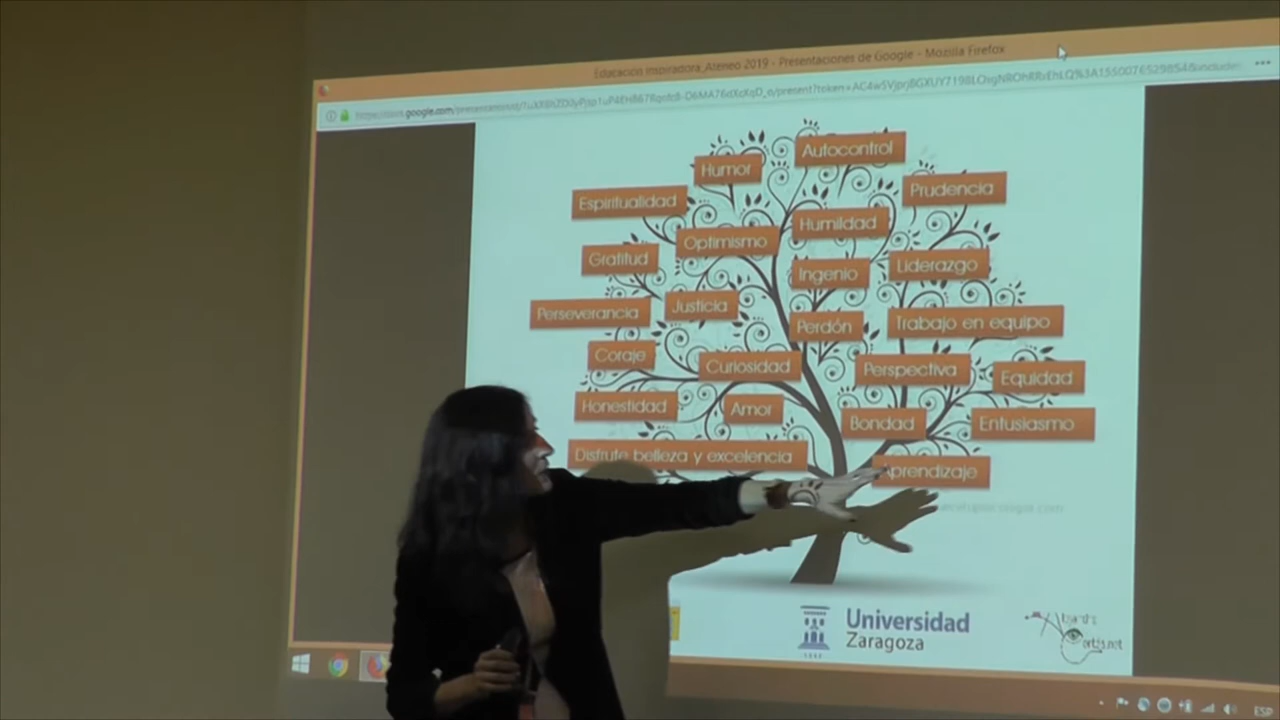 Educación Inspiradora_Ateneo 2019 - Presentaciones de Google - Mozilla Firefox
Humor
Autocontrol
Espiritualidad
Prudencia
Optimismo
Humildad
Gratitud
Ingenio
Liderazgo
Perseverancia
Justicia
Perdón
Trabajo en equipo
Coraje
Curiosidad
Perspectiva
Equidad
Honestidad
Amor
Bondad
Entusiasmo
Disfrute belleza y excelencia
Aprendizaje
Universidad
Zaragoza
1542
ESP